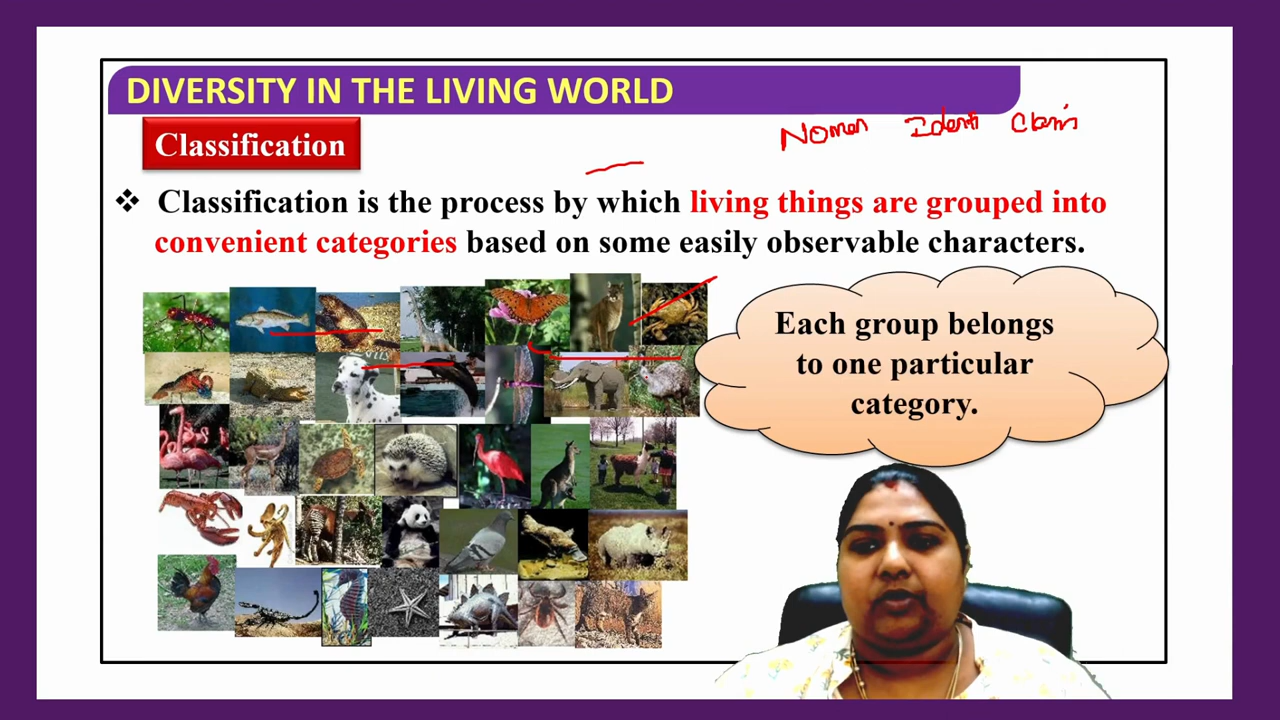 DIVERSITY IN THE LIVING WORLD
Classification
Nomen Identi Classi
❖ Classification is the process by which living things are grouped into
convenient categories based on some easily observable characters.
Each group belongs
to one particular
category.